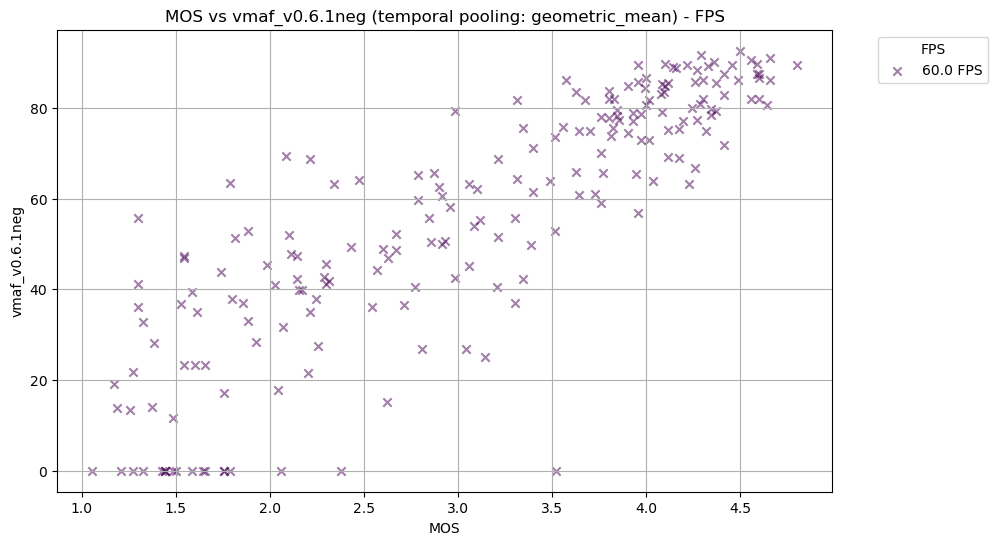 MOS vs vmaf_v0.6.1neg (temporal pooling: geometric_mean) - FPS
FPS
60.0 FPS
vmaf_v0.6.1neg
80
60
40
20
0
1.0 1.5 2.0 2.5 3.0 3.5 4.0 4.5
MOS